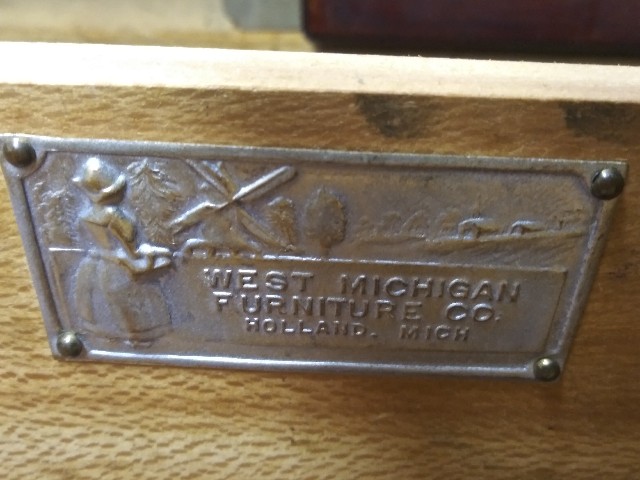 WEST MICHIGAN
FURNITURE CO.
HOLLAND. MICH